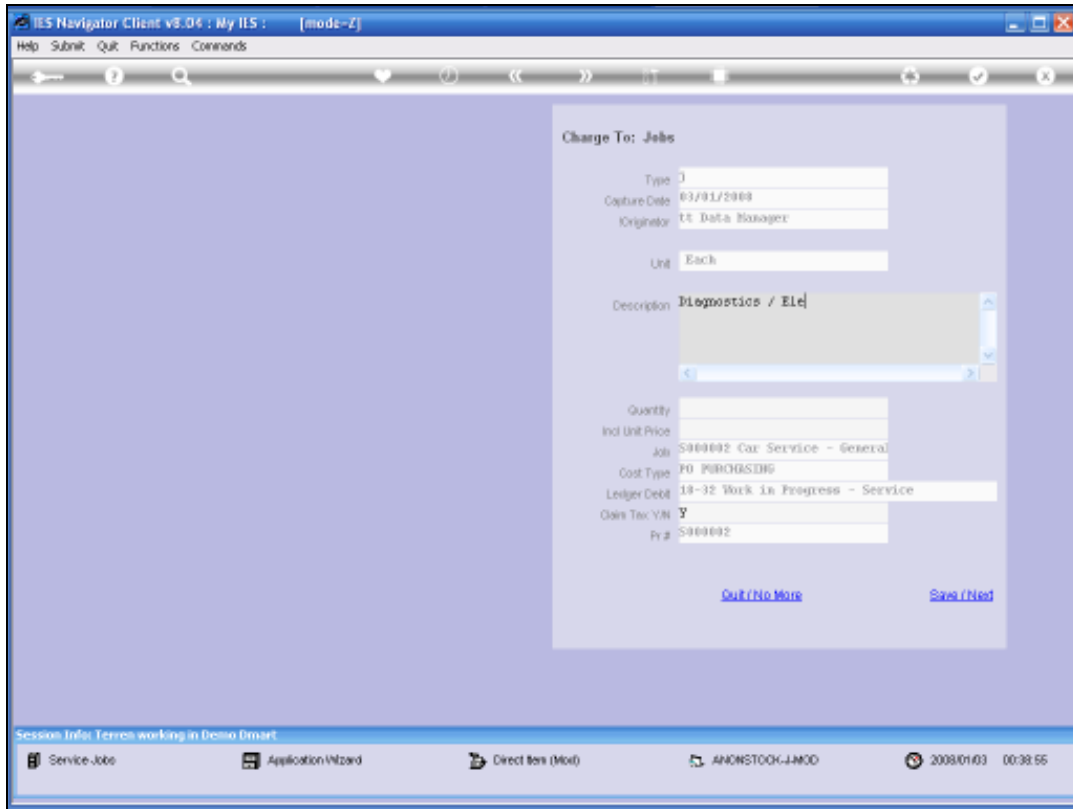 IES Navigator Client v8.04 : My IES : [mode=Z]
Help Submit Quit Functions Commands
Charge To: Jobs
Type J
Capture Date 03/01/2008
!Originator tt Data Manager
Unit Each
Description Diagnostics / Ele
Quantity
Incl Unit Price
Job S000002 Car Service - General
Cost Type PO PURCHASING
Ledger Debit 18-32 Work in Progress - Service
Claim Tax Y/N Y
Pr # S000002
Quit / No More Save / Next
Session Info: Terren working in Demo Dmart
Service Jobs Application Wizard Direct Item (Mod) ANONSTOCK-J-MOD 2008/01/03 00:38:55